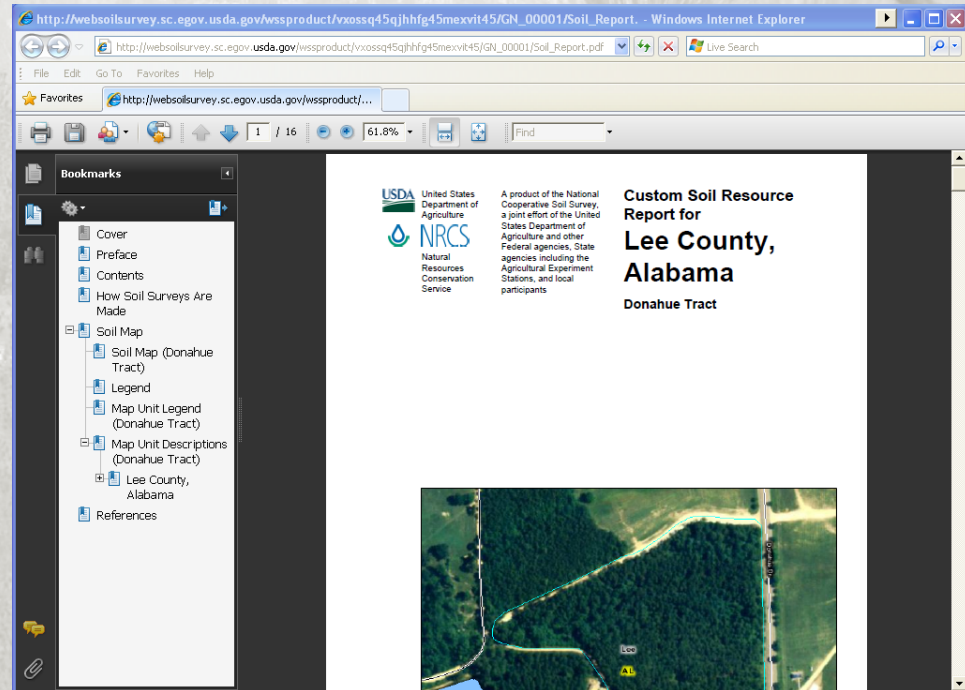 http://websoilsurvey.sc.egov.usda.gov/wssproduct/vxossq45qjhhfg45mexvit45/GN_00001/Soil_Report. - Windows Internet Explorer
http://websoilsurvey.sc.egov.usda.gov/wssproduct/vxossq45qjhhfg45mexvit45/GN_00001/Soil_Report.pdf
Live Search
File Edit Go To Favorites Help
Favorites
http://websoilsurvey.sc.egov.usda.gov/wssproduct/...
1 / 16
61.8%
Find
Bookmarks
Cover
Preface
Contents
How Soil Surveys Are
Made
Soil Map
Soil Map (Donahue
Tract)
Legend
Map Unit Legend
(Donahue Tract)
Map Unit Descriptions
(Donahue Tract)
Lee County,
Alabama
References
USDA
United States
Department of
Agriculture
NRCS
Natural
Resources
Conservation
Service
A product of the National
Cooperative Soil Survey,
a joint effort of the United
States Department of
Agriculture and other
Federal agencies, State
agencies including the
Agricultural Experiment
Stations, and local
participants
Custom Soil Resource
Report for
Lee County,
Alabama
Donahue Tract
Lee
AL